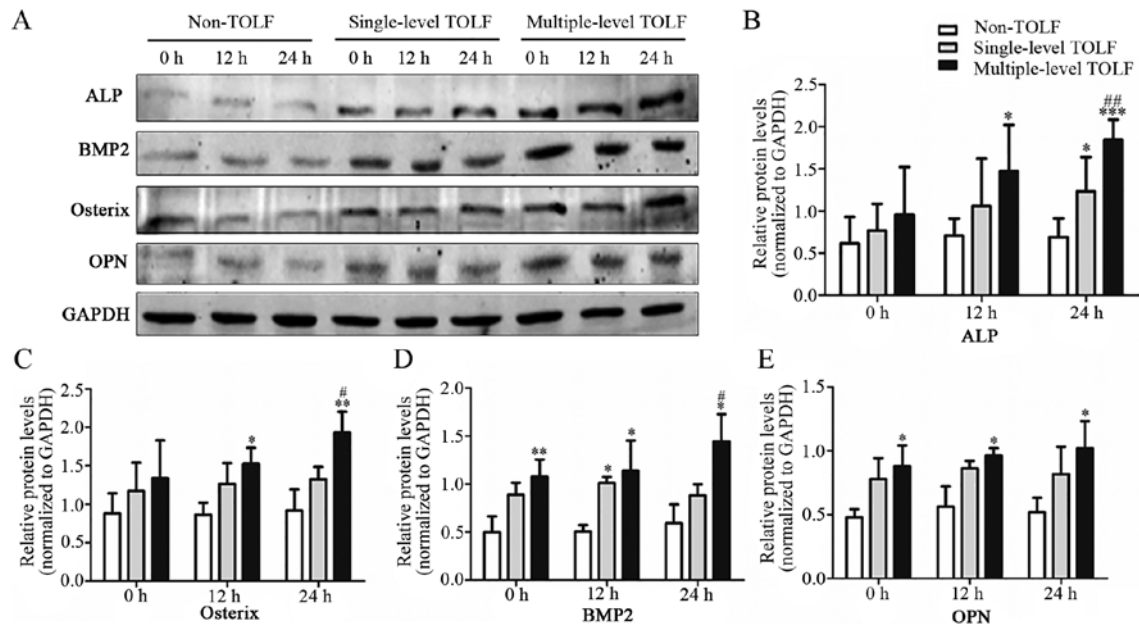 A
Non-TOLF Single-level TOLF Multiple-level TOLF
0 h 12 h 24 h 0 h 12 h 24 h 0 h 12 h 24 h
ALP
BMP2
Osterix
OPN
GAPDH
B
Non-TOLF
Single-level TOLF
Multiple-level TOLF
Relative protein levels
(normalized to GAPDH)
2.5
2.0
1.5
1.0
0.5
0.0
*
*
##
***
0 h 12 h 24 h
ALP
C
Relative protein levels
(normalized to GAPDH)
2.5
2.0
1.5
1.0
0.5
0.0
*
#
**
0 h 12 h 24 h
Osterix
D
Relative protein levels
(normalized to GAPDH)
2.0
1.5
1.0
0.5
0.0
**
*
*
#
*
0 h 12 h 24 h
BMP2
E
Relative protein levels
(normalized to GAPDH)
1.5
1.0
0.5
0.0
*
*
*
0 h 12 h 24 h
OPN